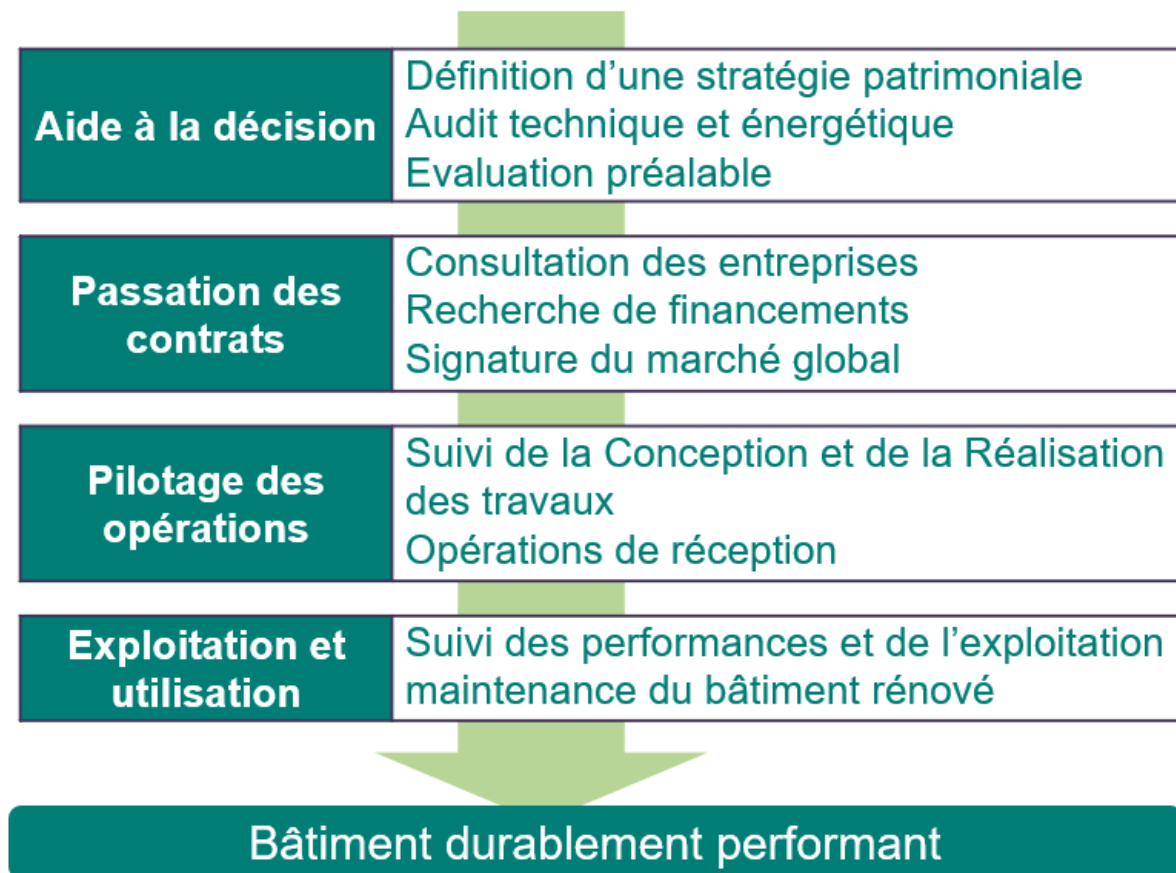 Aide à la décision
Définition d’une stratégie patrimoniale
Audit technique et énergétique
Evaluation préalable
Passation des
contrats
Consultation des entreprises
Recherche de financements
Signature du marché global
Pilotage des
opérations
Suivi de la Conception et de la Réalisation
des travaux
Opérations de réception
Exploitation et
utilisation
Suivi des performances et de l’exploitation
maintenance du bâtiment rénové
Bâtiment durablement performant